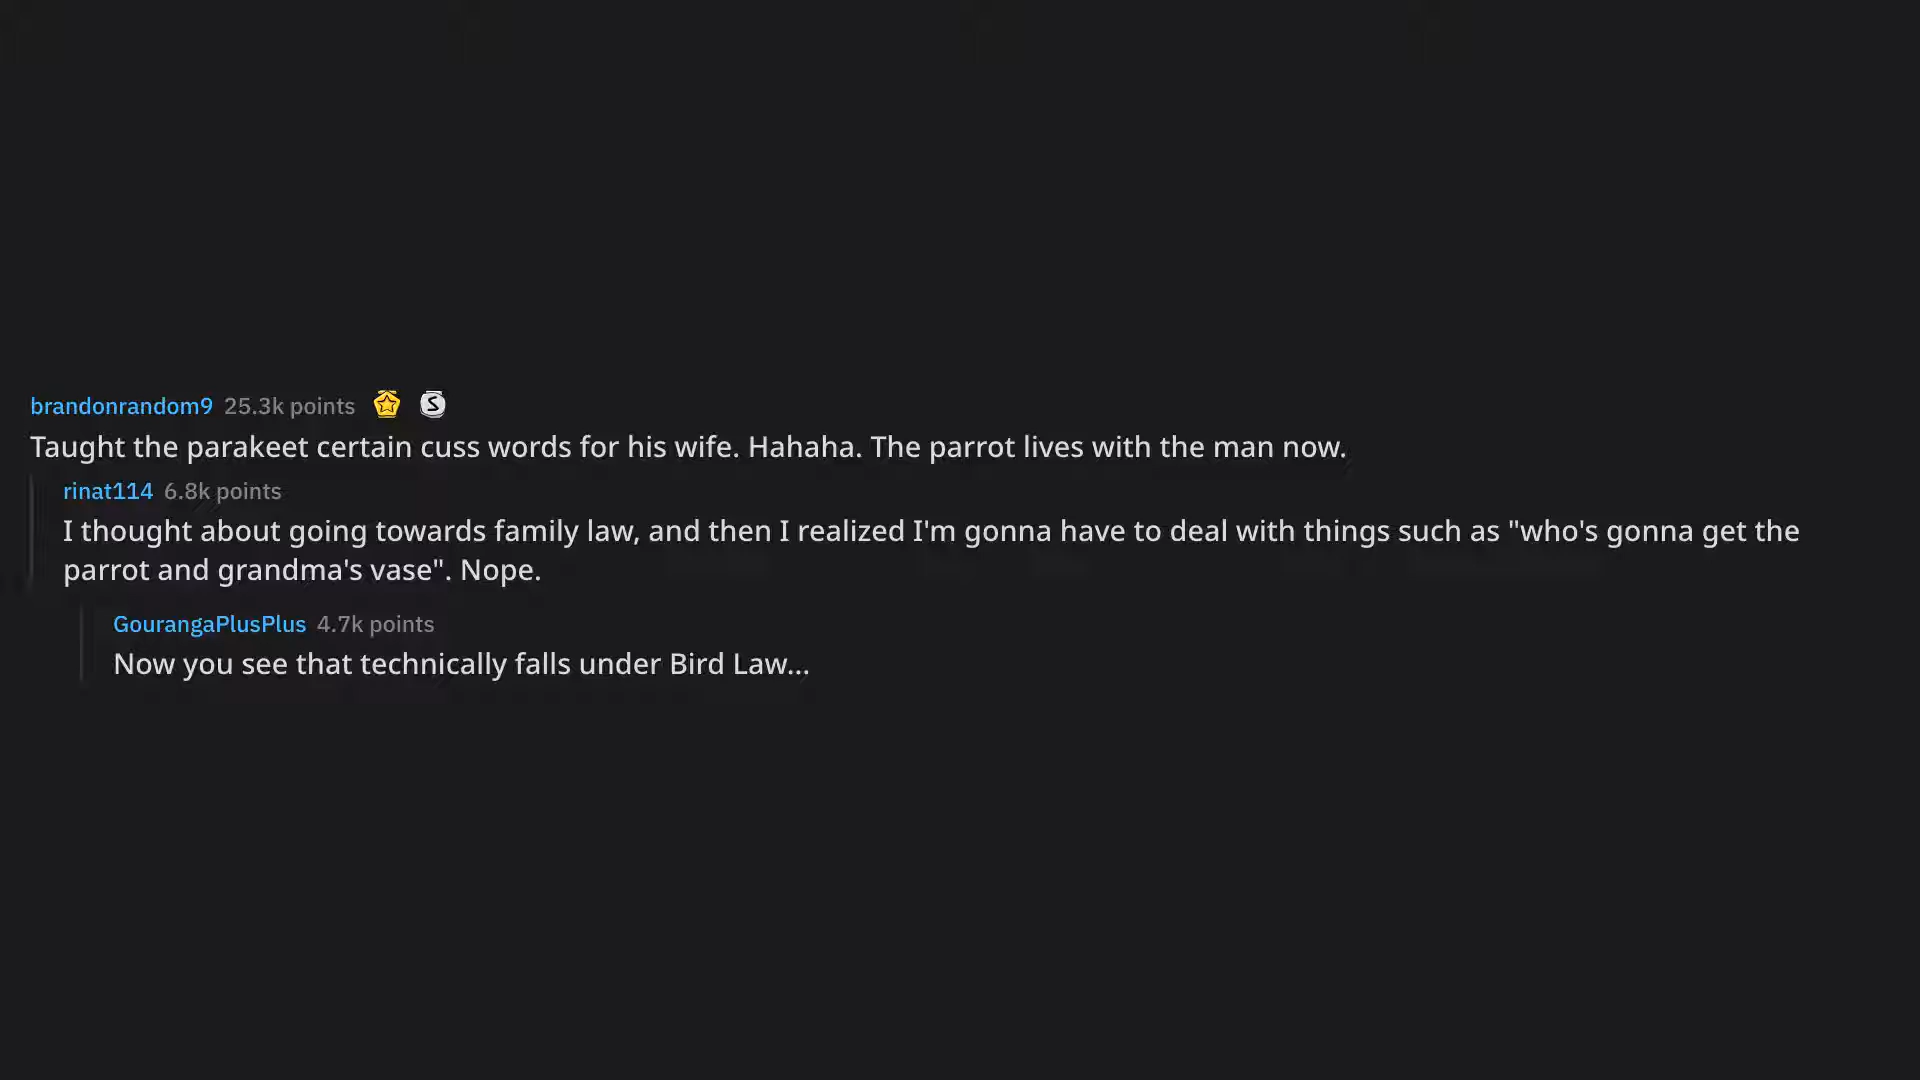 brandonrandom9 25.3k points S
Taught the parakeet certain cuss words for his wife. Hahaha. The parrot lives with the man now.
rinat114 6.8k points
I thought about going towards family law, and then I realized I'm gonna have to deal with things such as "who's gonna get the
parrot and grandma's vase". Nope.
GourangaPlusPlus 4.7k points
Now you see that technically falls under Bird Law...